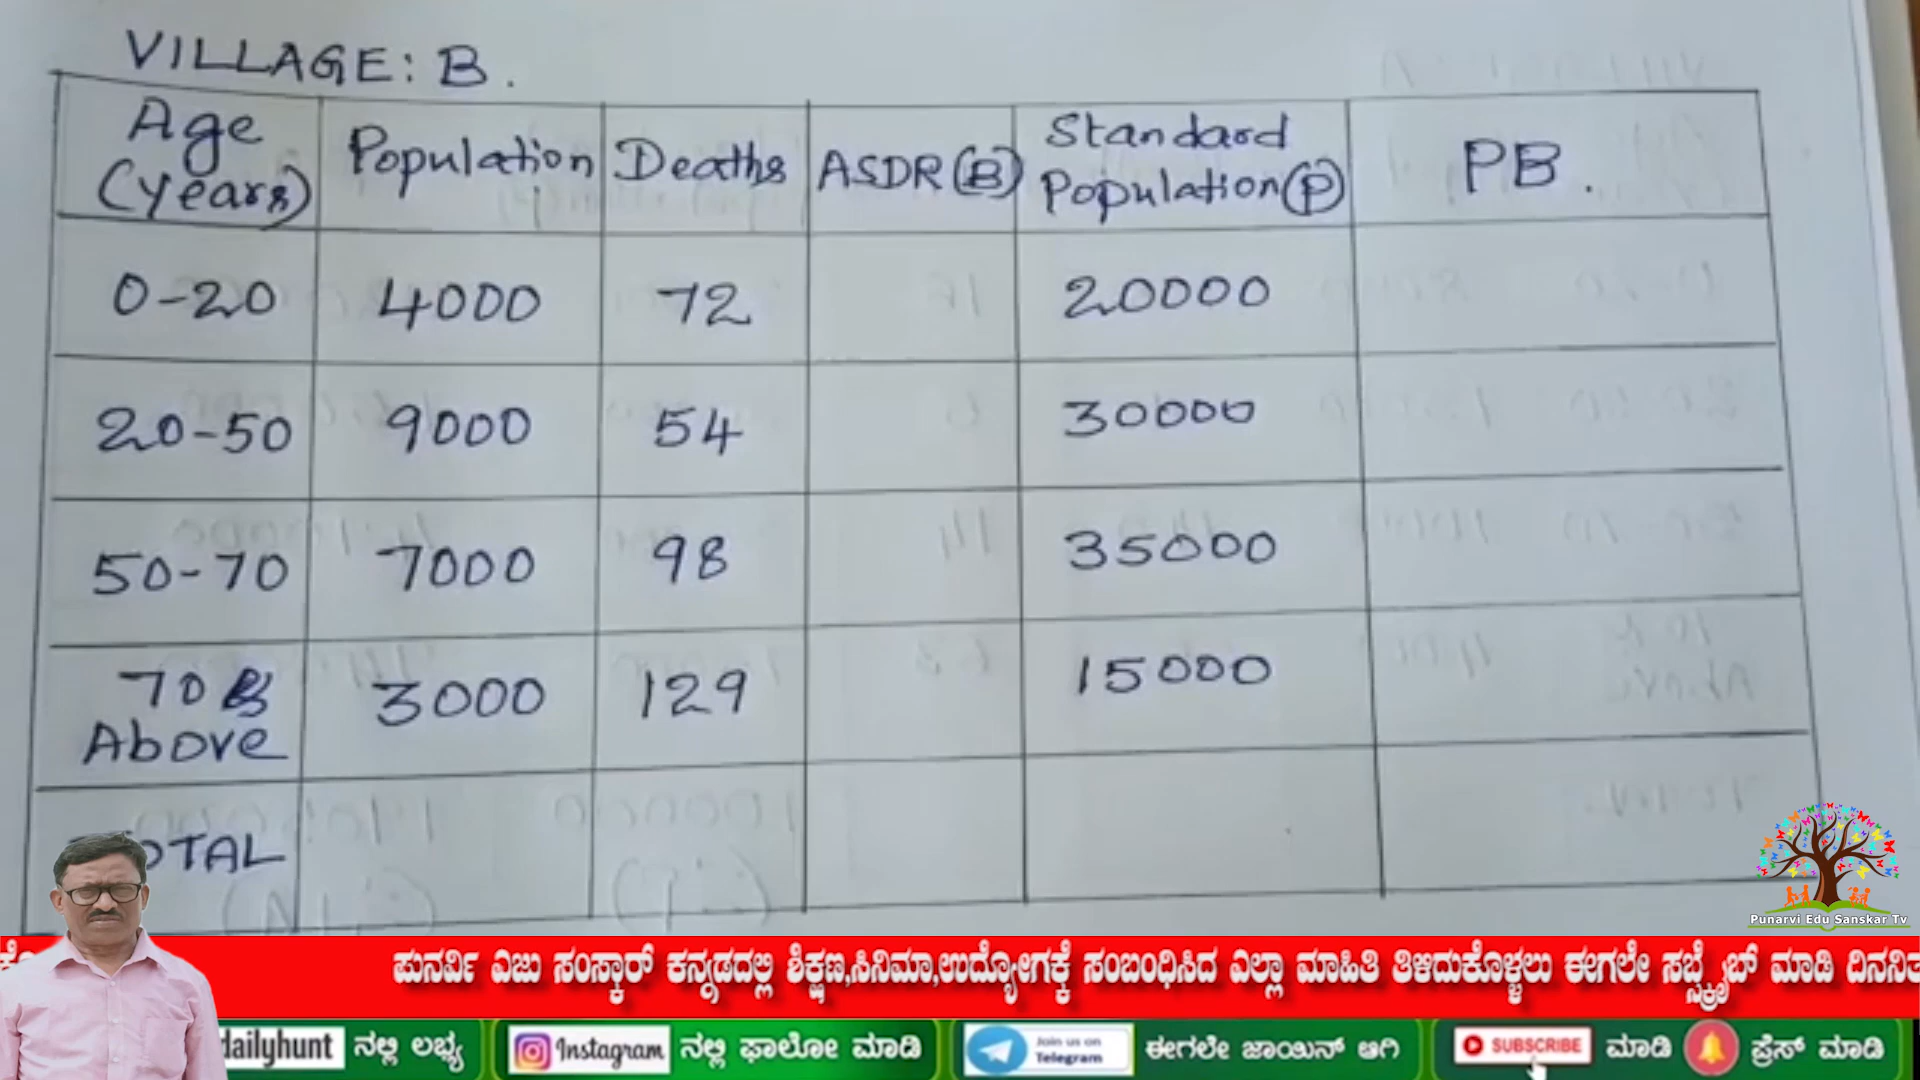 VILLAGE: B.
Age (years) Population Deaths ASDR(B) Standard Population(P) PB.
0-20 4000 72 20000
20-50 9000 54 30000
50-70 7000 98 35000
70 & Above 3000 129 15000
OTAL
Punarvi Edu Sanskar Tv
ಪುನರ್ವಿ ಎಜು ಸಂಸ್ಕಾರ್ ಕನ್ನಡದಲ್ಲಿ ಶಿಕ್ಷಣ,ಸಿನಿಮಾ,ಉದ್ಯೋಗಕ್ಕೆ ಸಂಬಂಧಿಸಿದ ಎಲ್ಲಾ ಮಾಹಿತಿ ತಿಳಿದುಕೊಳ್ಳಲು ಈಗಲೇ ಸಬ್ಸ್ಕ್ರೈಬ್ ಮಾಡಿ ದಿನನಿತ
dailyhunt ನಲ್ಲಿ ಲಭ್ಯ Instagram ನಲ್ಲಿ ಫಾಲೋ ಮಾಡಿ Join us on Telegram ಈಗಲೇ ಜಾಯಿನ್ ಆಗಿ SUBSCRIBE ಮಾಡಿ ಪ್ರೆಸ್ ಮಾಡಿ